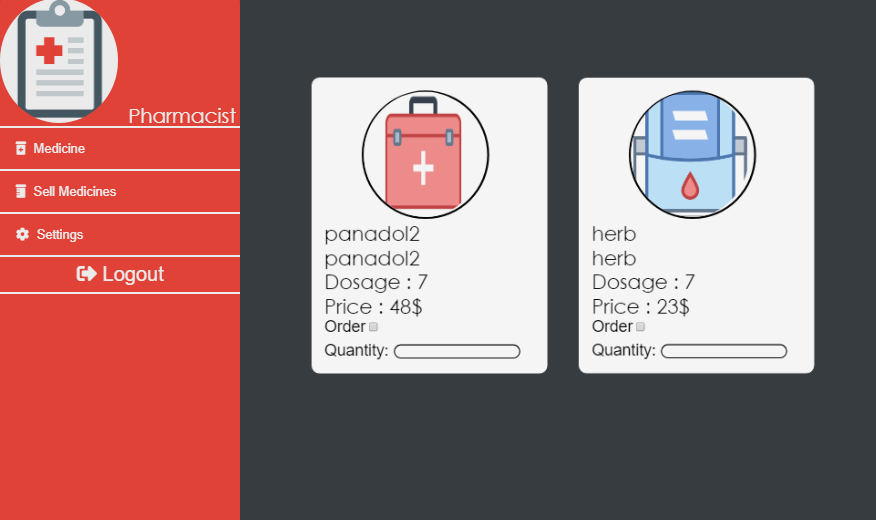 Pharmacist
Medicine
Sell Medicines
Settings
Logout
panadol2
panadol2
Dosage : 7
Price : 48$
Order
Quantity:
herb
herb
Dosage : 7
Price : 23$
Order
Quantity: